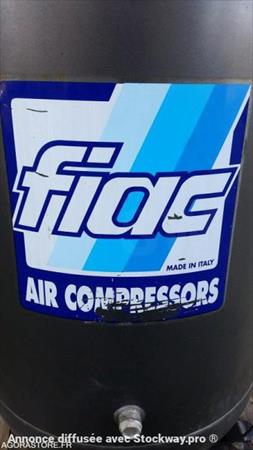 fiac
MADE IN ITALY
AIR COMPRESSORS
AGORASTORE.FR
Annonce diffusée avec Stockway.pro ®